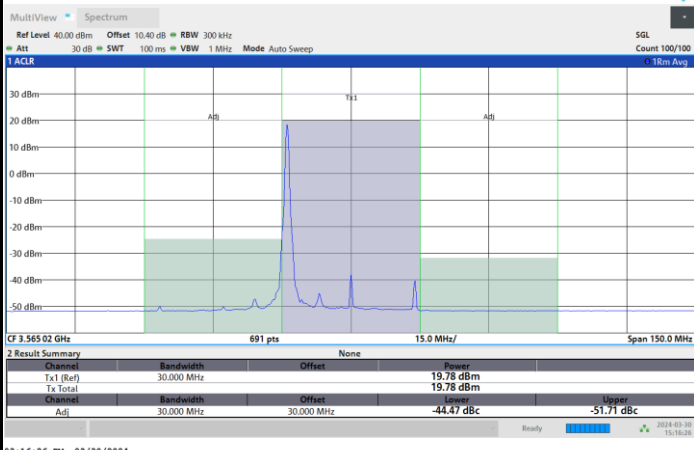 MultiView Spectrum
Ref Level 40.00 dBm Offset 10.40 dB RBW 300 kHz SGL
Att 30 dB SWT 100 ms VBW 1 MHz Mode Auto Sweep Count 100/100
1 ACLR 1Rm Avg
30 dBm
Tx1
20 dBm
Adj Adj
10 dBm
0 dBm
-10 dBm
-20 dBm
-30 dBm
-40 dBm
-50 dBm
CF 3.565 02 GHz 691 pts 15.0 MHz/ Span 150.0 MHz
2 Result Summary None
Channel Bandwidth Offset Power
Tx1 (Ref) 30.000 MHz 19.78 dBm
Tx Total 19.78 dBm
Channel Bandwidth Offset Lower Upper
Adj 30.000 MHz 30.000 MHz -44.47 dBc -51.71 dBc
Ready 2024-03-30
15:16:26